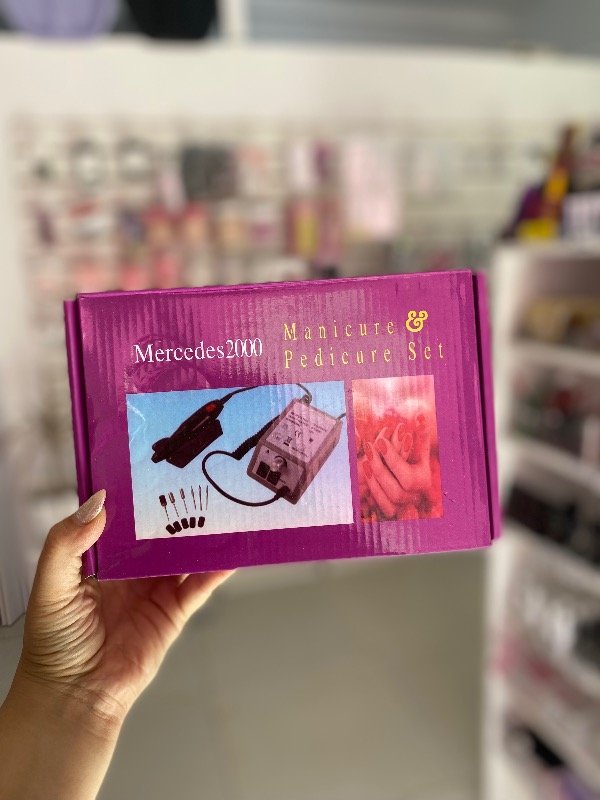 Mercedes2000
Manicure &
Pedicure Set